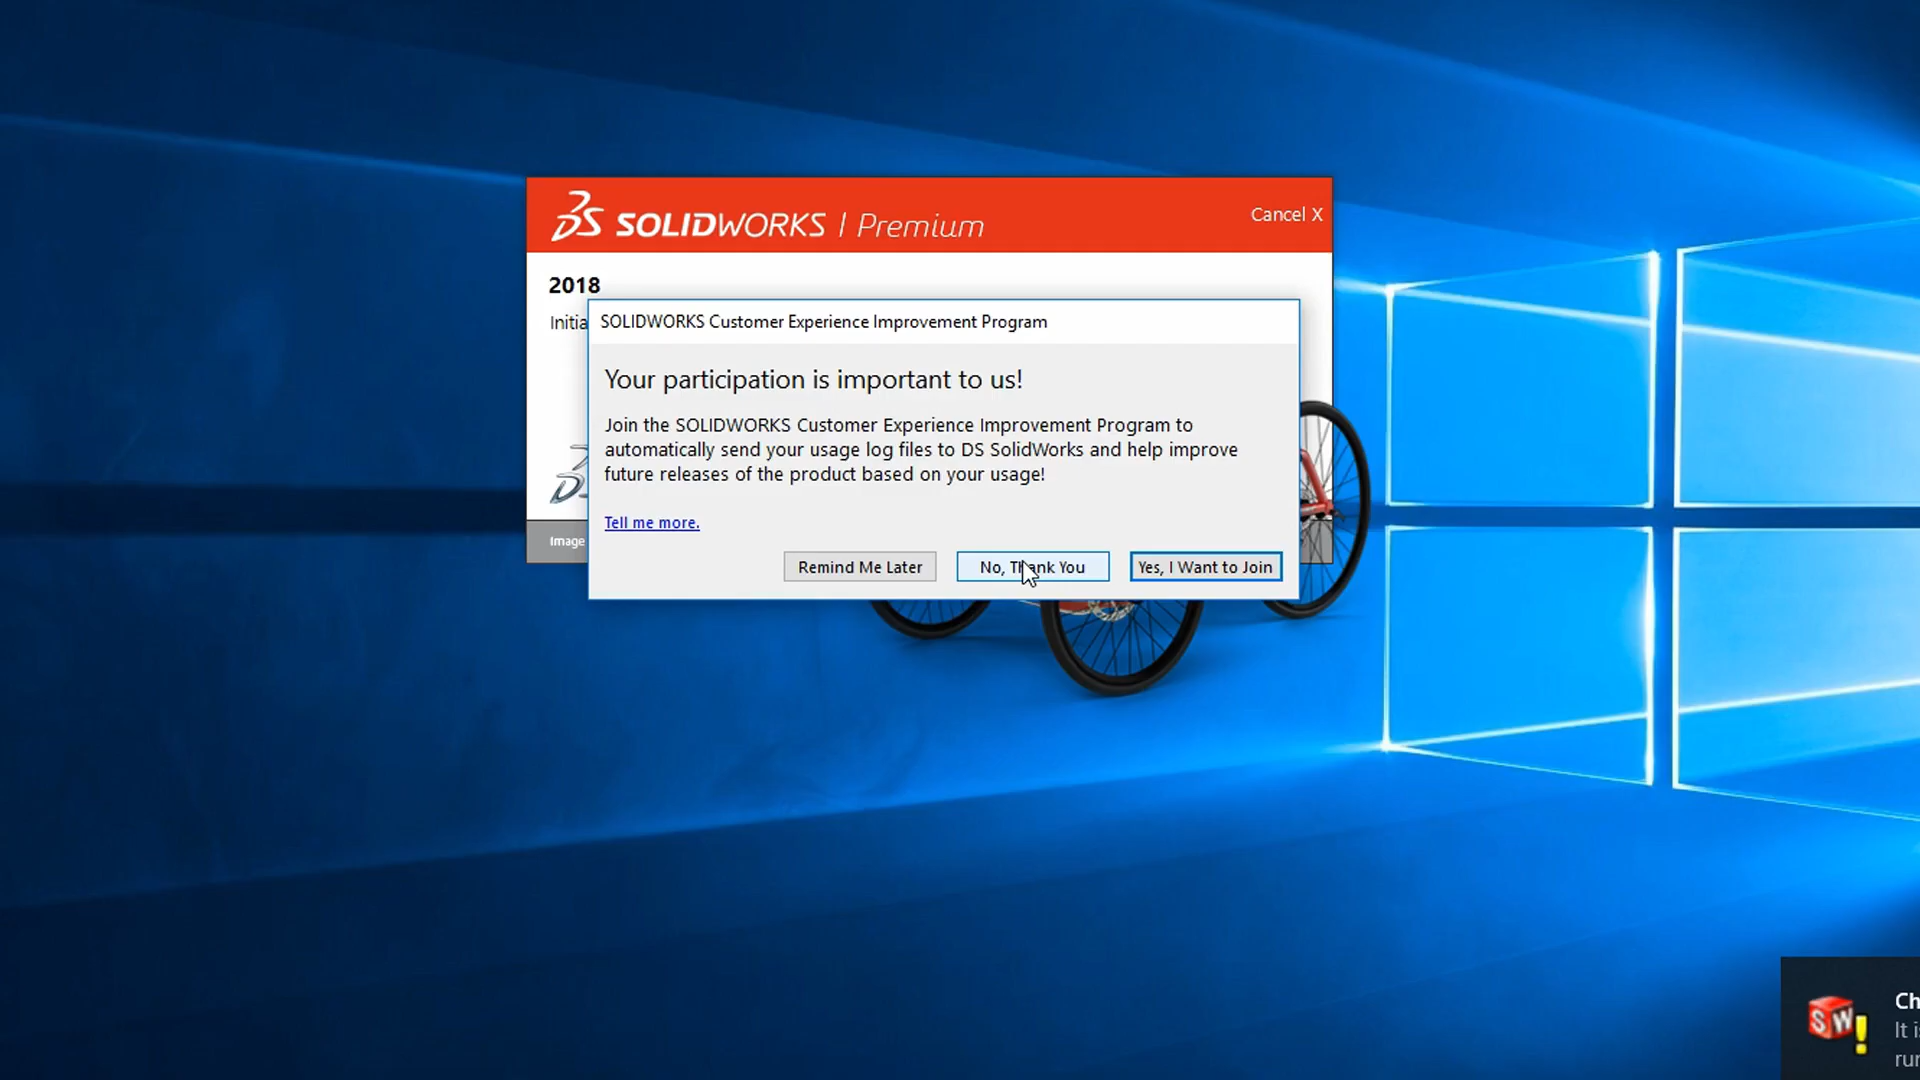 SOLIDWORKS | Premium
Cancel X
2018
SOLIDWORKS Customer Experience Improvement Program
Your participation is important to us!
Join the SOLIDWORKS Customer Experience Improvement Program to
automatically send your usage log files to DS SolidWorks and help improve
future releases of the product based on your usage!
Tell me more.
Remind Me Later
No, Thank You
Yes, I Want to Join
Image
SW
It